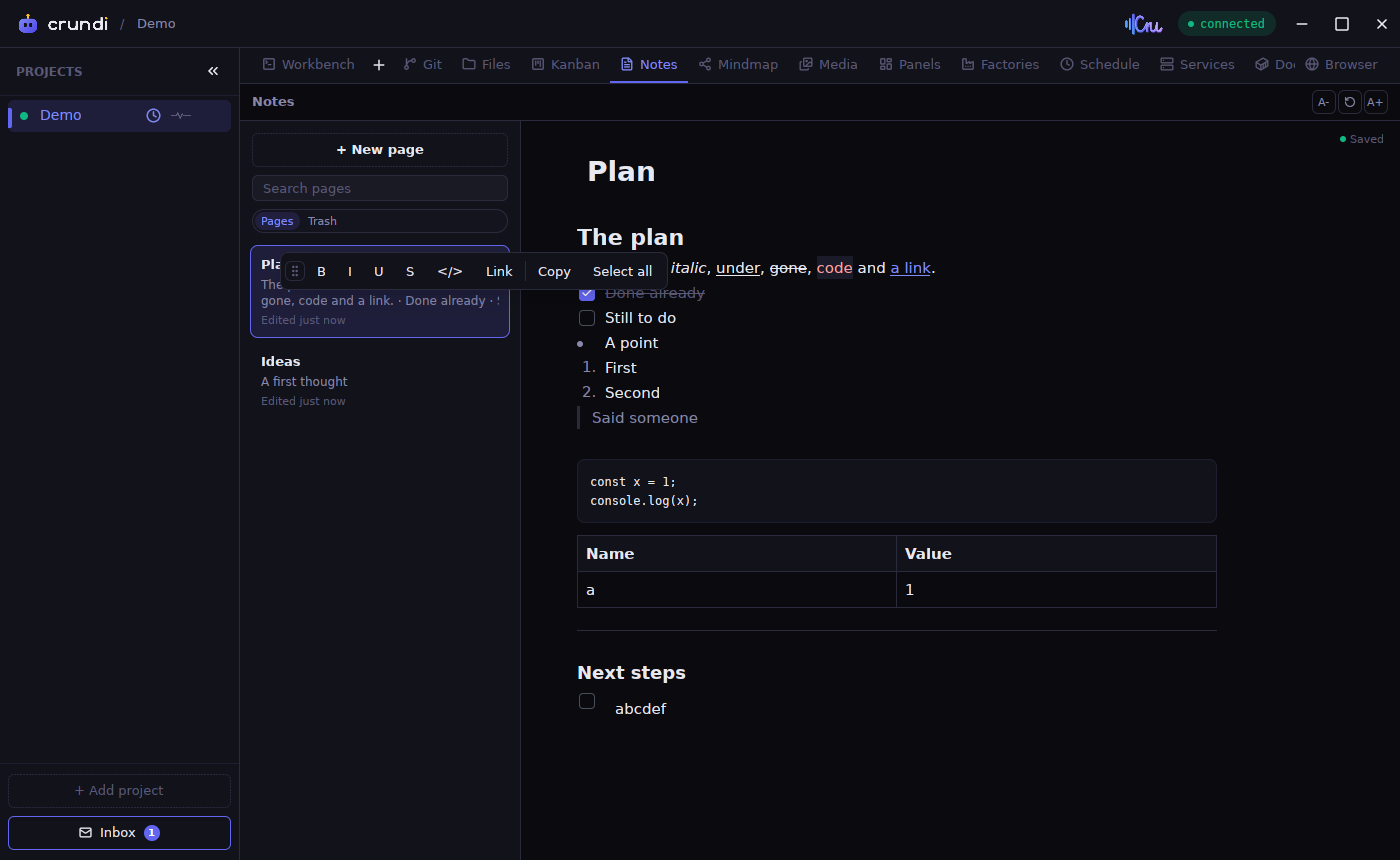 crundi / Demo
Cru
connected
PROJECTS
Demo
+ Add project
Inbox 1
Workbench + Git Files Kanban Notes Mindmap Media Panels Factories Schedule Services Doc Browser
Notes
A- A+
+ New page
Search pages
Pages Trash
gone, code and a link. · Done already ·
Edited just now
Ideas
A first thought
Edited just now
B I U S </> Link Copy Select all
Saved
Plan
The plan
italic, under, gone, code and a link.
Done already
Still to do
A point
1. First
2. Second
Said someone
const x = 1;
console.log(x);
Name Value
a 1
Next steps
abcdef